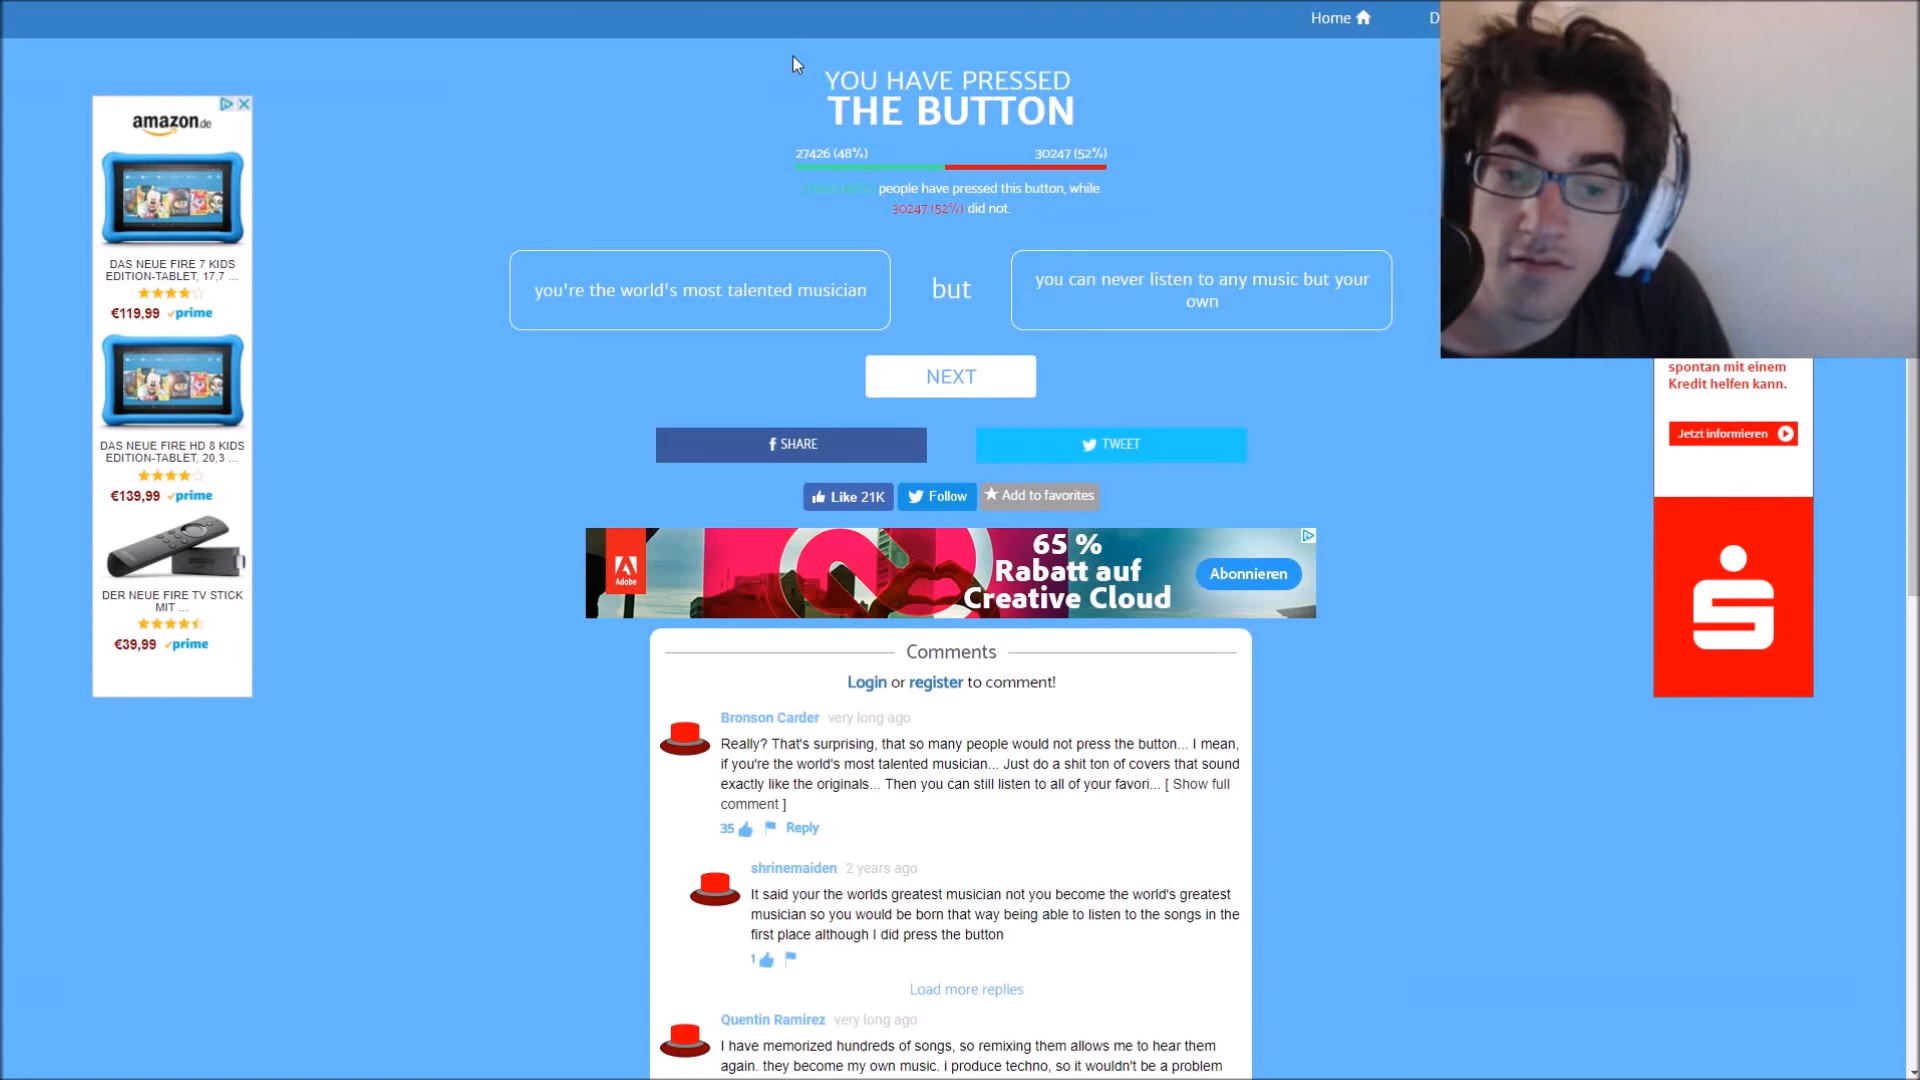 Home
D
YOU HAVE PRESSED
THE BUTTON
27426 (48%)
30247 (52%)
people have pressed this button, while
30247 (52%) did not.
you're the world's most talented musician
but
you can never listen to any music but your
own
NEXT
SHARE
TWEET
Like 21K
Follow
Add to favorites
amazon.de
DAS NEUE FIRE 7 KIDS
EDITION-TABLET, 17,7 ...
€119,99 prime
DAS NEUE FIRE HD 8 KIDS
EDITION-TABLET, 20,3 ...
€139,99 prime
DER NEUE FIRE TV STICK
MIT ...
€39,99 prime
spontan mit einem
Kredit helfen kann.
Jetzt informieren
Adobe
65 %
Rabatt auf
Creative Cloud
Abonnieren
Comments
Login or register to comment!
Bronson Carder very long ago
Really? That's surprising, that so many people would not press the button... I mean,
if you're the world's most talented musician... Just do a shit ton of covers that sound
exactly like the originals... Then you can still listen to all of your favori... [ Show full
comment ]
35 Reply
shrinemaiden 2 years ago
It said your the worlds greatest musician not you become the world's greatest
musician so you would be born that way being able to listen to the songs in the
first place although I did press the button
1
Load more replies
Quentin Ramirez very long ago
I have memorized hundreds of songs, so remixing them allows me to hear them
again. they become my own music. i produce techno, so it wouldn't be a problem